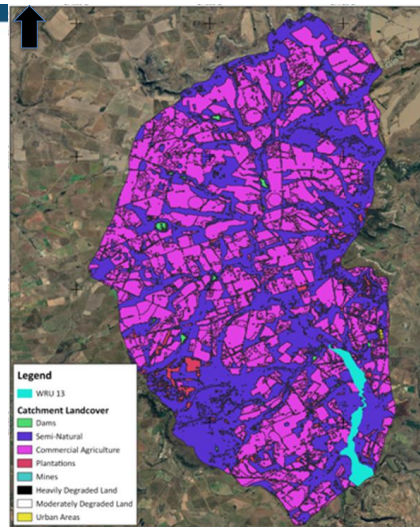 Legend
WRU 13
Catchment Landcover
Dams
Semi-Natural
Commercial Agriculture
Plantations
Mines
Heavily Degraded Land
Moderately Degraded Land
Urban Areas